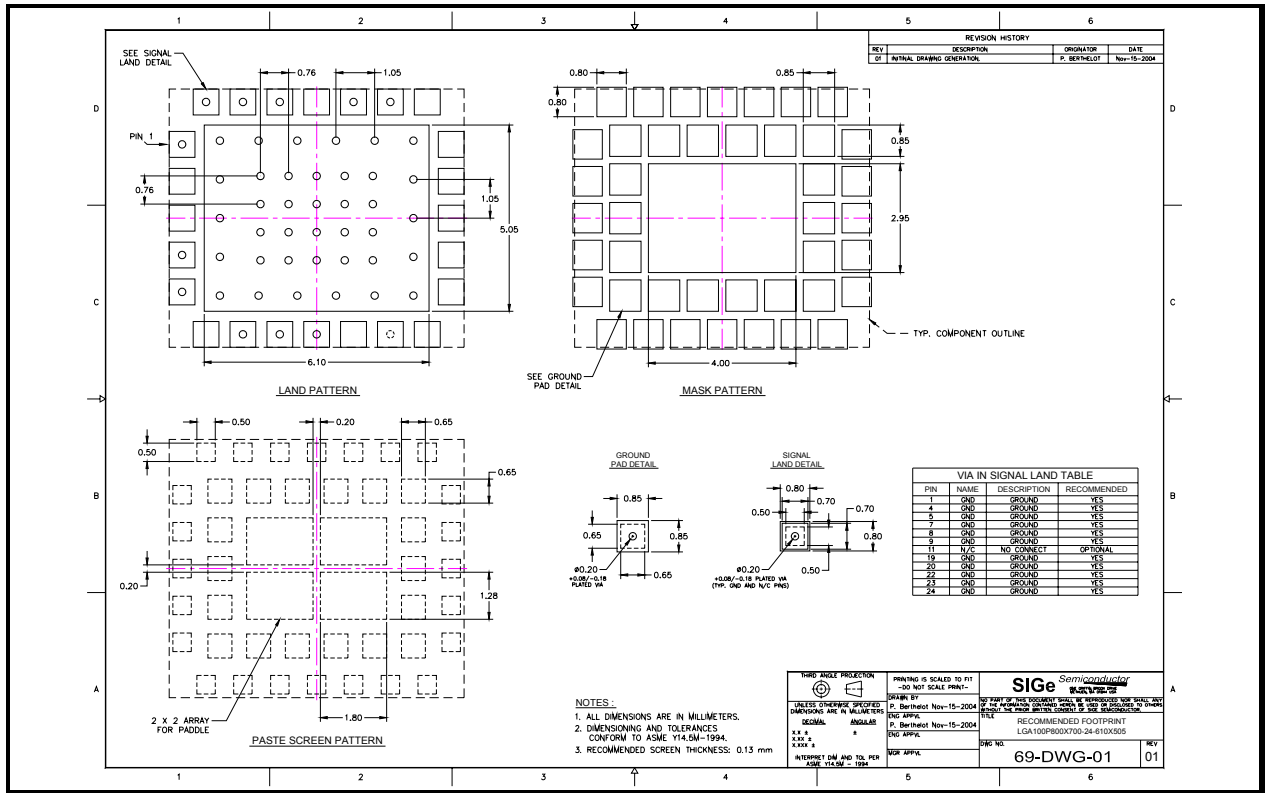 1 2 3 4 5 6
REVISION HISTORY
REV DESCRIPTION ORIGINATOR DATE
01 INITINAL DRAWING GENERATION. P. BERTHELOT Nov-15-2004
D D
C C
B B
A A
SEE SIGNAL
LAND DETAIL
0.76
1.05
PIN 1
0.76
1.05
5.05
6.10
LAND PATTERN
0.80
0.85
0.80
0.85
2.95
4.00
TYP. COMPONENT OUTLINE
SEE GROUND
PAD DETAIL
MASK PATTERN
0.50
0.20
0.65
0.50
0.65
0.20
1.28
1.80
2 X 2 ARRAY
FOR PADDLE
PASTE SCREEN PATTERN
GROUND
PAD DETAIL
0.85
0.65
0.85
ø0.20
+0.08/-0.18
PLATED VIA
0.65
SIGNAL
LAND DETAIL
0.80
0.70
0.50
0.70
0.80
ø0.20
+0.08/-0.18 PLATED VIA
(TYP. GND AND N/C PINS)
0.50
VIA IN SIGNAL LAND TABLE
PIN NAME DESCRIPTION RECOMMENDED
1 GND GROUND YES
4 GND GROUND YES
5 GND GROUND YES
7 GND GROUND YES
8 GND GROUND YES
9 GND GROUND YES
11 N/C NO CONNECT OPTIONAL
19 GND GROUND YES
20 GND GROUND YES
22 GND GROUND YES
23 GND GROUND YES
24 GND GROUND YES
NOTES :
1. ALL DIMENSIONS ARE IN MILLIMETERS.
2. DIMENSIONING AND TOLERANCES
CONFORM TO ASME Y14.5M-1994.
3. RECOMMENDED SCREEN THICKNESS: 0.13 mm
THIRD ANGLE PROJECTION
UNLESS OTHERWISE SPECIFIED
DIMENSIONS ARE IN MILLIMETERS
DECIMAL ANGULAR
X.X ± ±
X.XX ±
X.XXX ±
INTERPRET DIM AND TOL PER
ASME Y14.5M - 1994
PRINTING IS SCALED TO FIT
-DO NOT SCALE PRINT-
DRAWN BY
P. Berthelot Nov-15-2004
ENG APPVL
P. Berthelot Nov-15-2004
ENG APPVL
MGR APPVL
SIGe Semiconductor
NO PART OF THIS DOCUMENT SHALL BE REPRODUCED NOR SHALL ANY
OF THE INFORMATION CONTAINED HEREIN BE USED OR DISCLOSED TO OTHERS
WITHOUT THE PRIOR WRITTEN CONSENT OF SIGE SEMICONDUCTOR.
TITLE
RECOMMENDED FOOTPRINT
LGA100P800X700-24-610X505
DWG NO. REV
69-DWG-01 01
1 2 3 4 5 6